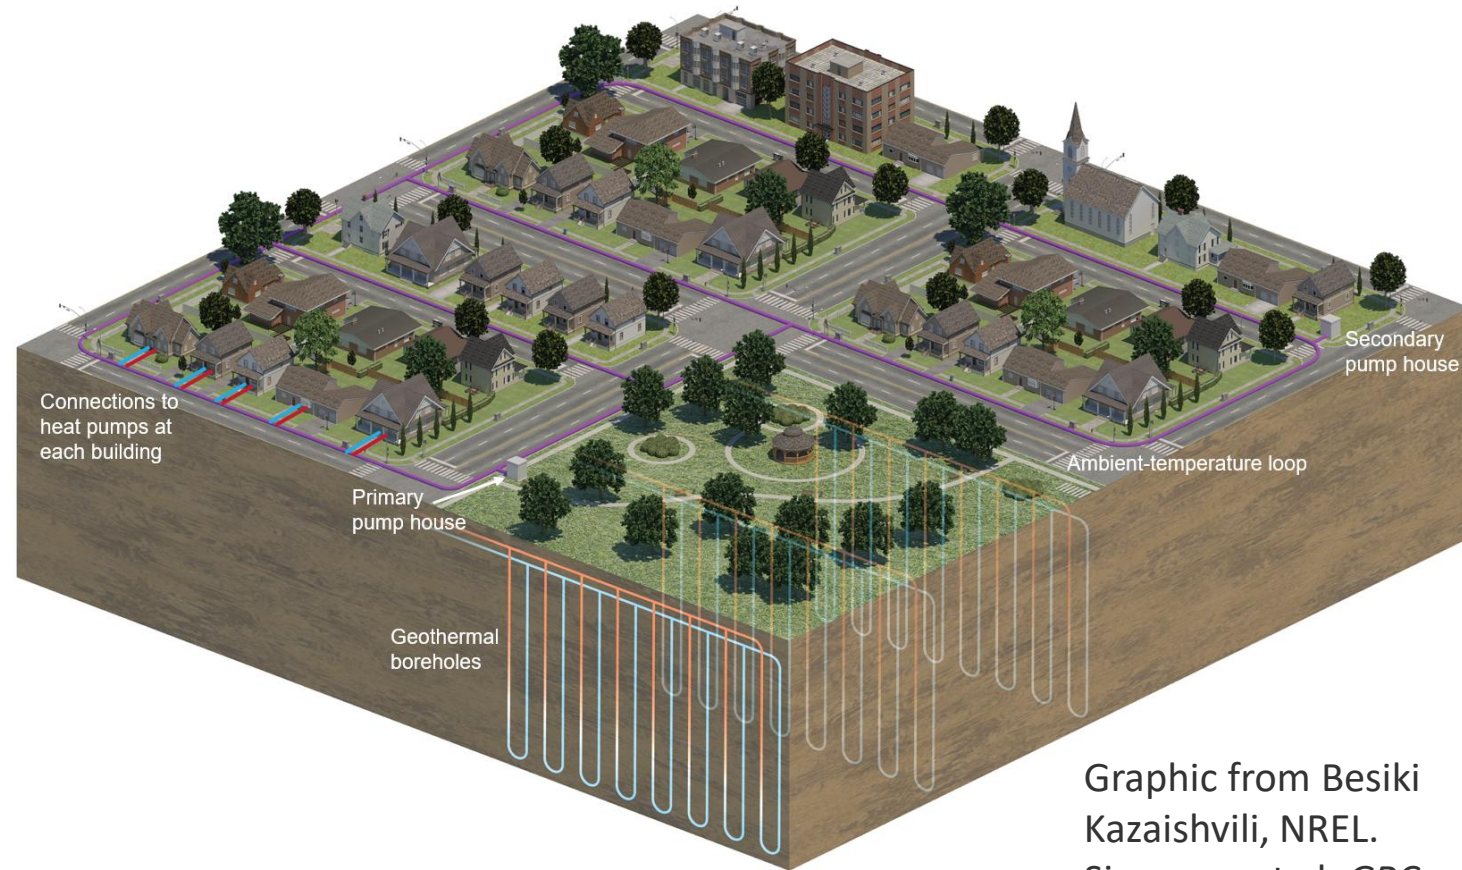 Secondary
pump house
Connections to
heat pumps at
each building
Ambient-temperature loop
Primary
pump house
Geothermal
boreholes
Graphic from Besiki
Kazaishvili, NREL.